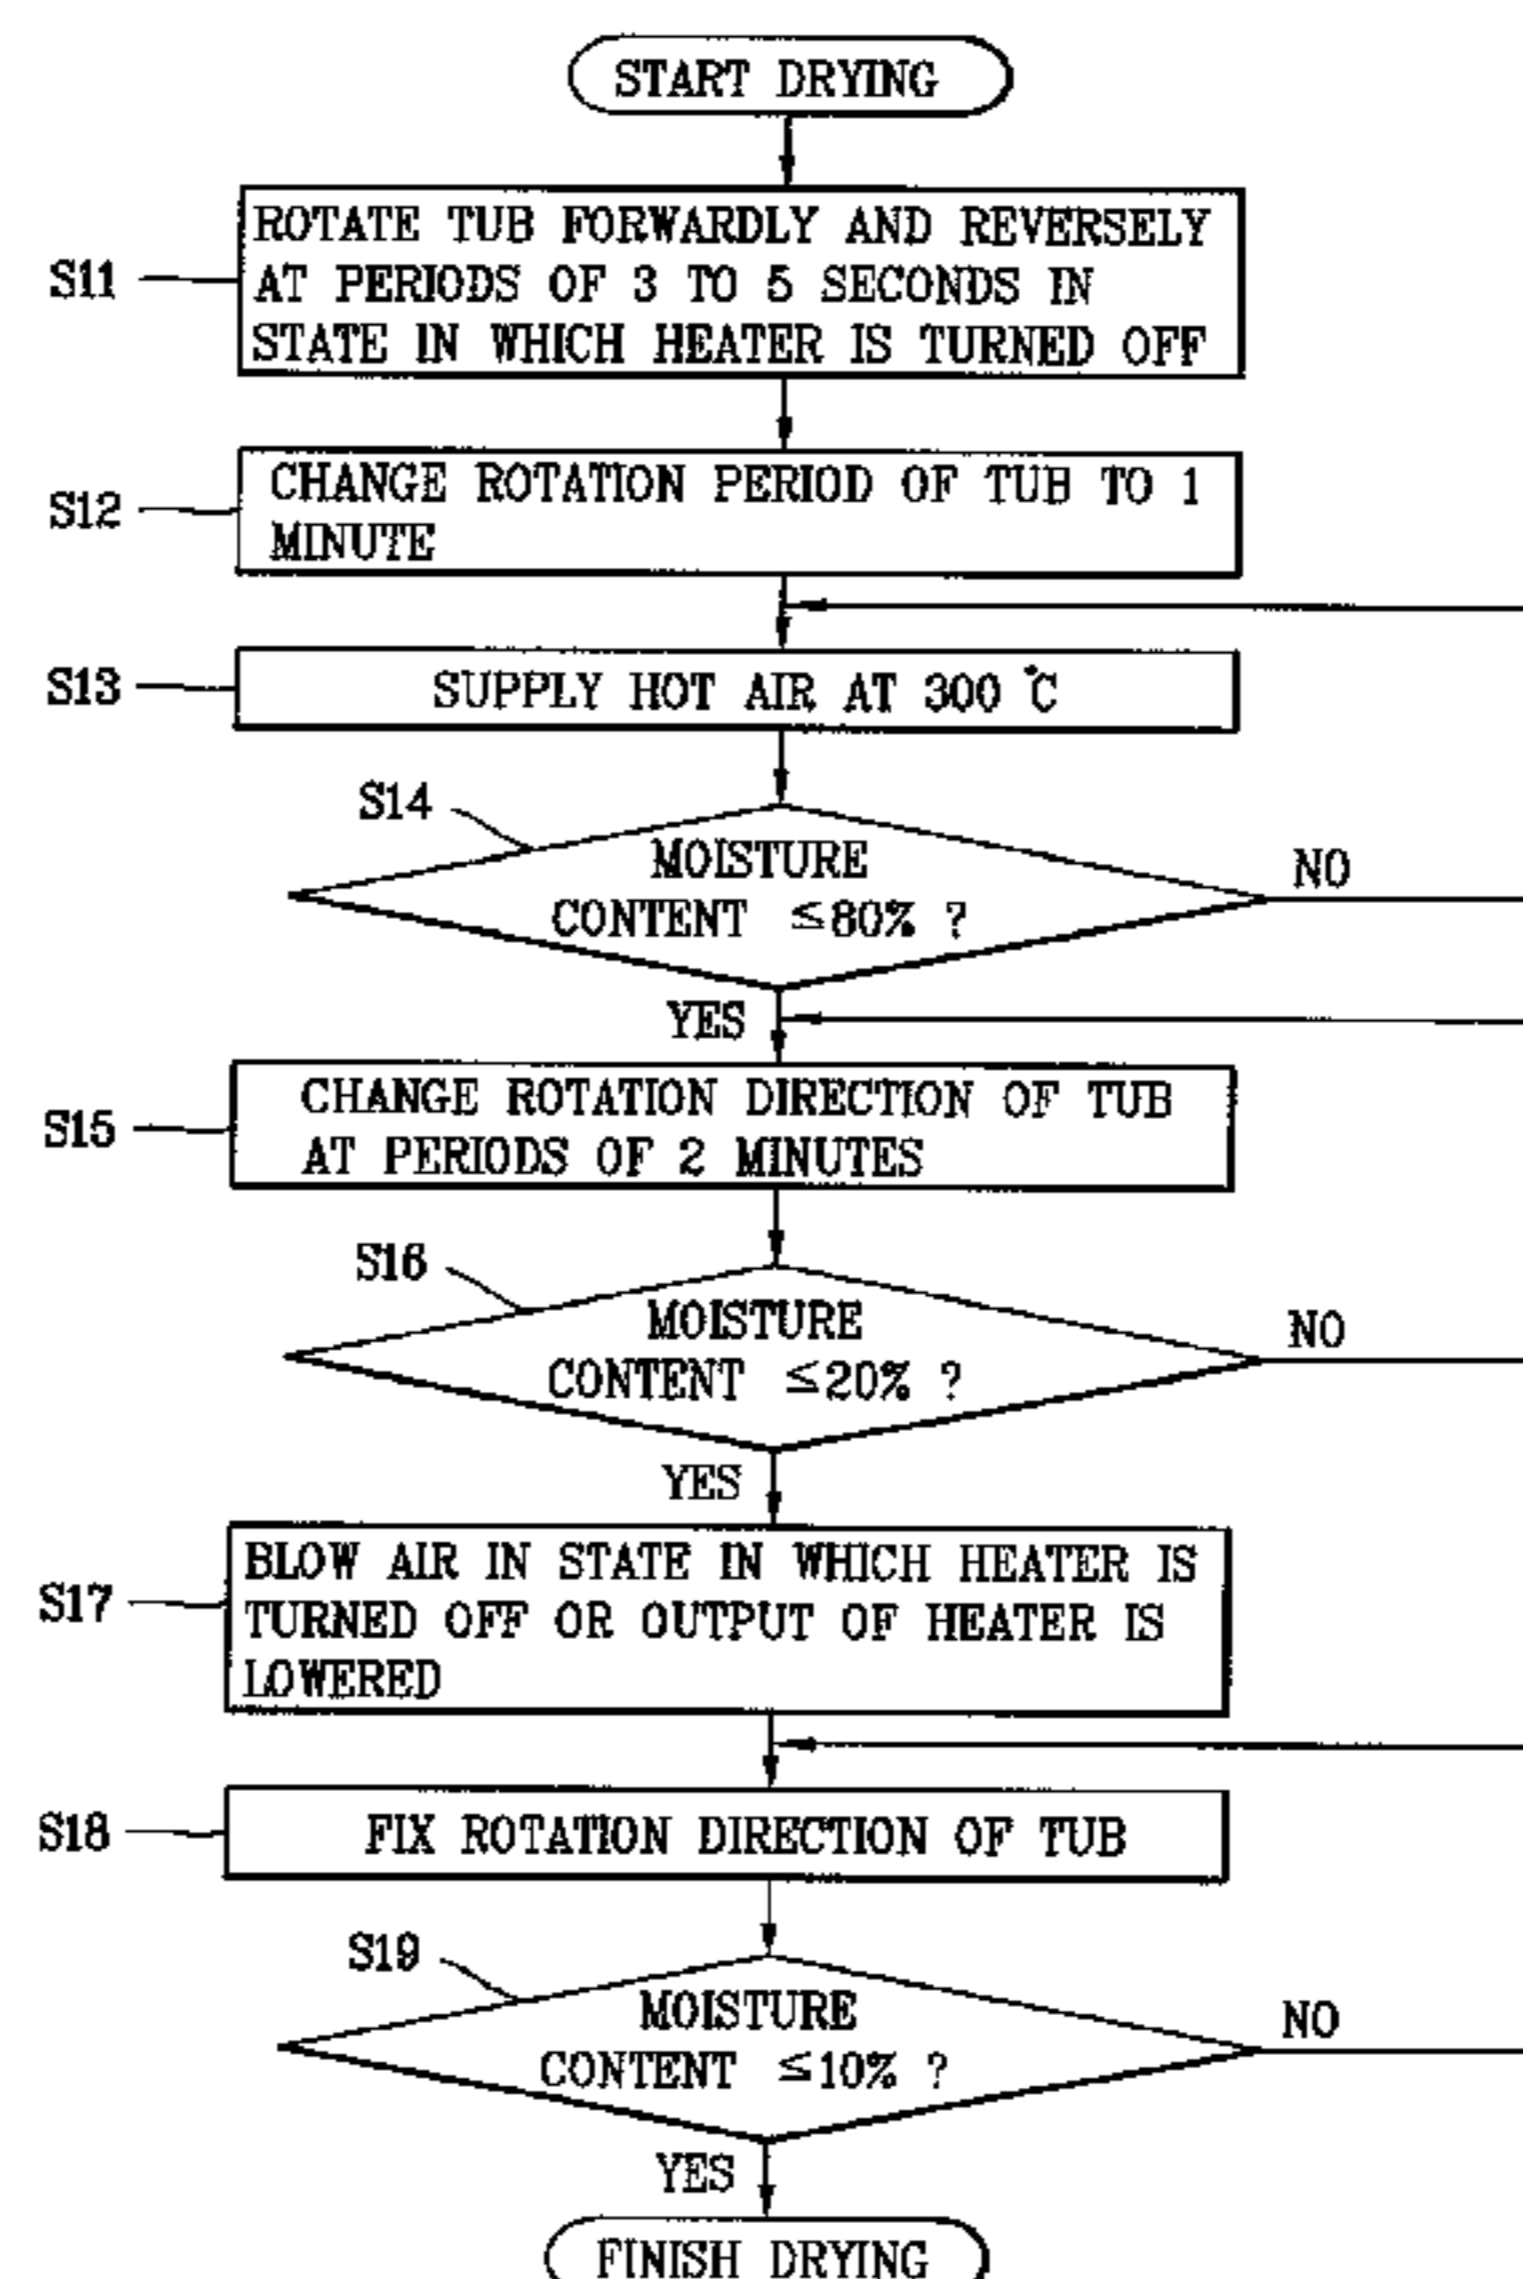 START DRYING
ROTATE TUB FORWARDLY AND REVERSELY
S11
AT PERIODS OF 3 TO 5 SECONDS IN
STATE IN WHICH HEATER IS TURNED OFF
CHANGE ROTATION PERIOD OF TUB TO 1
S12
MINUTE
S13
SUPPLY HOT AIR AT 300 ℃
S14
MOISTURE
NO
CONTENT ≤80% ?
YES
CHANGE ROTATION DIRECTION OF TUB
S15
AT PERIODS OF 2 MINUTES
S16
MOISTURE
NO
CONTENT ≤20% ?
YES
BLOW AIR IN STATE IN WHICH HEATER IS
S17
TURNED OFF OR OUTPUT OF HEATER IS
LOWERED
S18
FIX ROTATION DIRECTION OF TUB
S19
MOISTURE
NO
CONTENT ≤10% ?
YES
FINISH DRYING